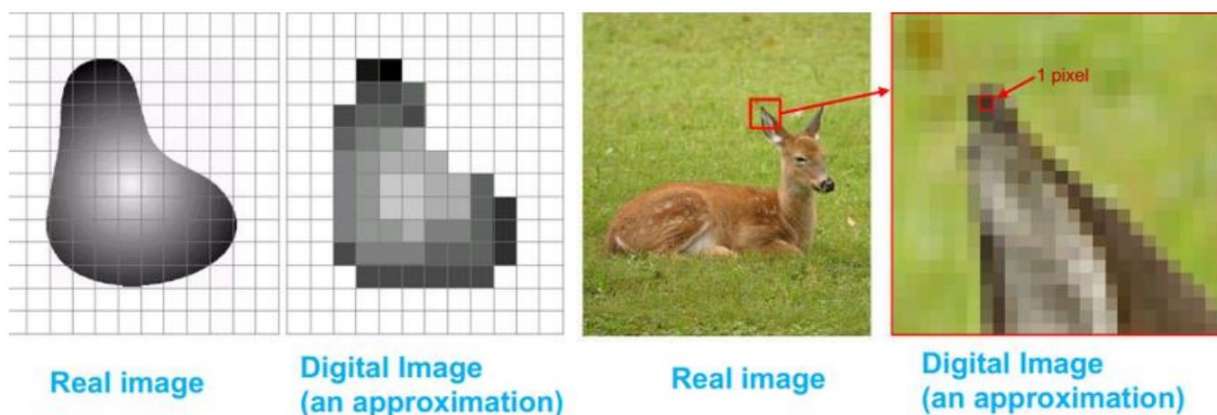 1 pixel
Real image
Digital Image
(an approximation)
Real image
Digital Image
(an approximation)